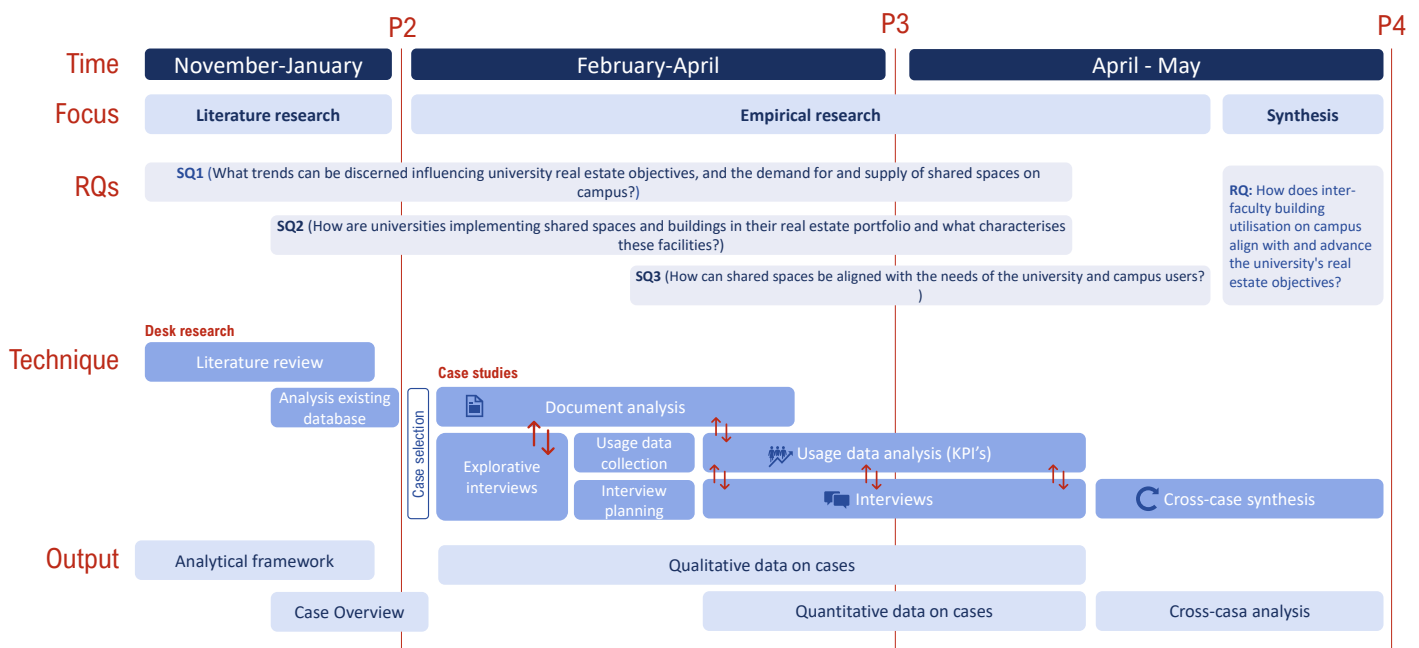 P2
P3
P4
Time
November-January
February-April
April - May
Focus
Literature research
Empirical research
Synthesis
RQs
SQ1 (What trends can be discerned influencing university real estate objectives, and the demand for and supply of shared spaces on
campus?)
SQ2 (How are universities implementing shared spaces and buildings in their real estate portfolio and what characterises
these facilities?)
SQ3 (How can shared spaces be aligned with the needs of the university and campus users?
)
RQ: How does inter-
faculty building
utilisation on campus
align with and advance
the university's real
estate objectives?
Technique
Desk research
Literature review
Analysis existing
database
Case selection
Case studies
Document analysis
Explorative
interviews
Usage data
collection
Interview
planning
Usage data analysis (KPI's)
Interviews
Cross-case synthesis
Output
Analytical framework
Case Overview
Qualitative data on cases
Quantitative data on cases
Cross-casa analysis